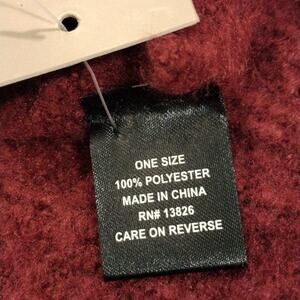 ONE SIZE
100% POLYESTER
MADE IN CHINA
RN# 13826
CARE ON REVERSE